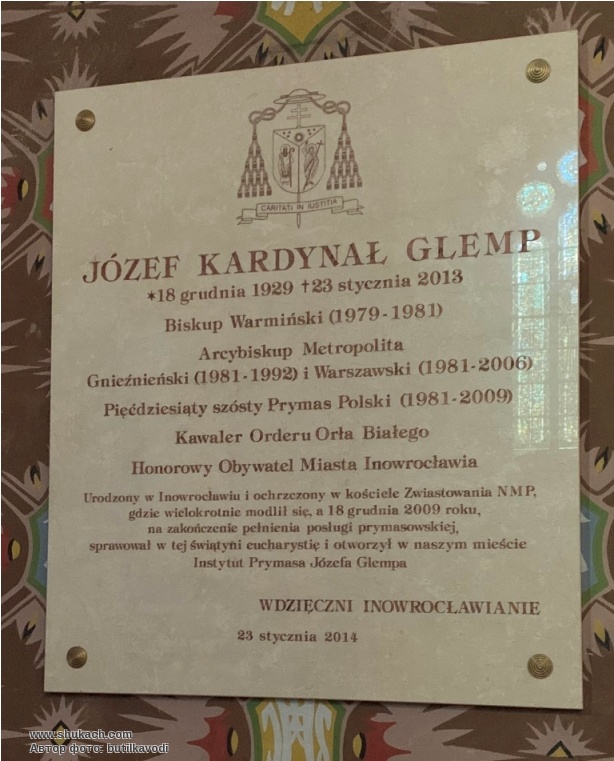 CARITATI IN IUSTITIA
JÓZEF KARDYNAŁ GLEMP
✶18 grudnia 1929 †23 stycznia 2013
Biskup Warmiński (1979-1981)
Arcybiskup Metropolita
Gnieźnieński (1981-1992) i Warszawski (1981-2006)
Pięćdziesiąty szósty Prymas Polski (1981-2009)
Kawaler Orderu Orła Białego
Honorowy Obywatel Miasta Inowrocławia
Urodzony w Inowrocławiu i ochrzczony w kościele Zwiastowania NMP,
gdzie wielokrotnie modlił się, a 18 grudnia 2009 roku,
na zakończenie pełnienia posługi prymasowskiej,
sprawował w tej świątyni eucharystię i otworzył w naszym mieście
Instytut Prymasa Józefa Glempa
WDZIĘCZNI INOWROCŁAWIANIE
23 stycznia 2014
www.shukach.com
Автор фото: butilkavodi